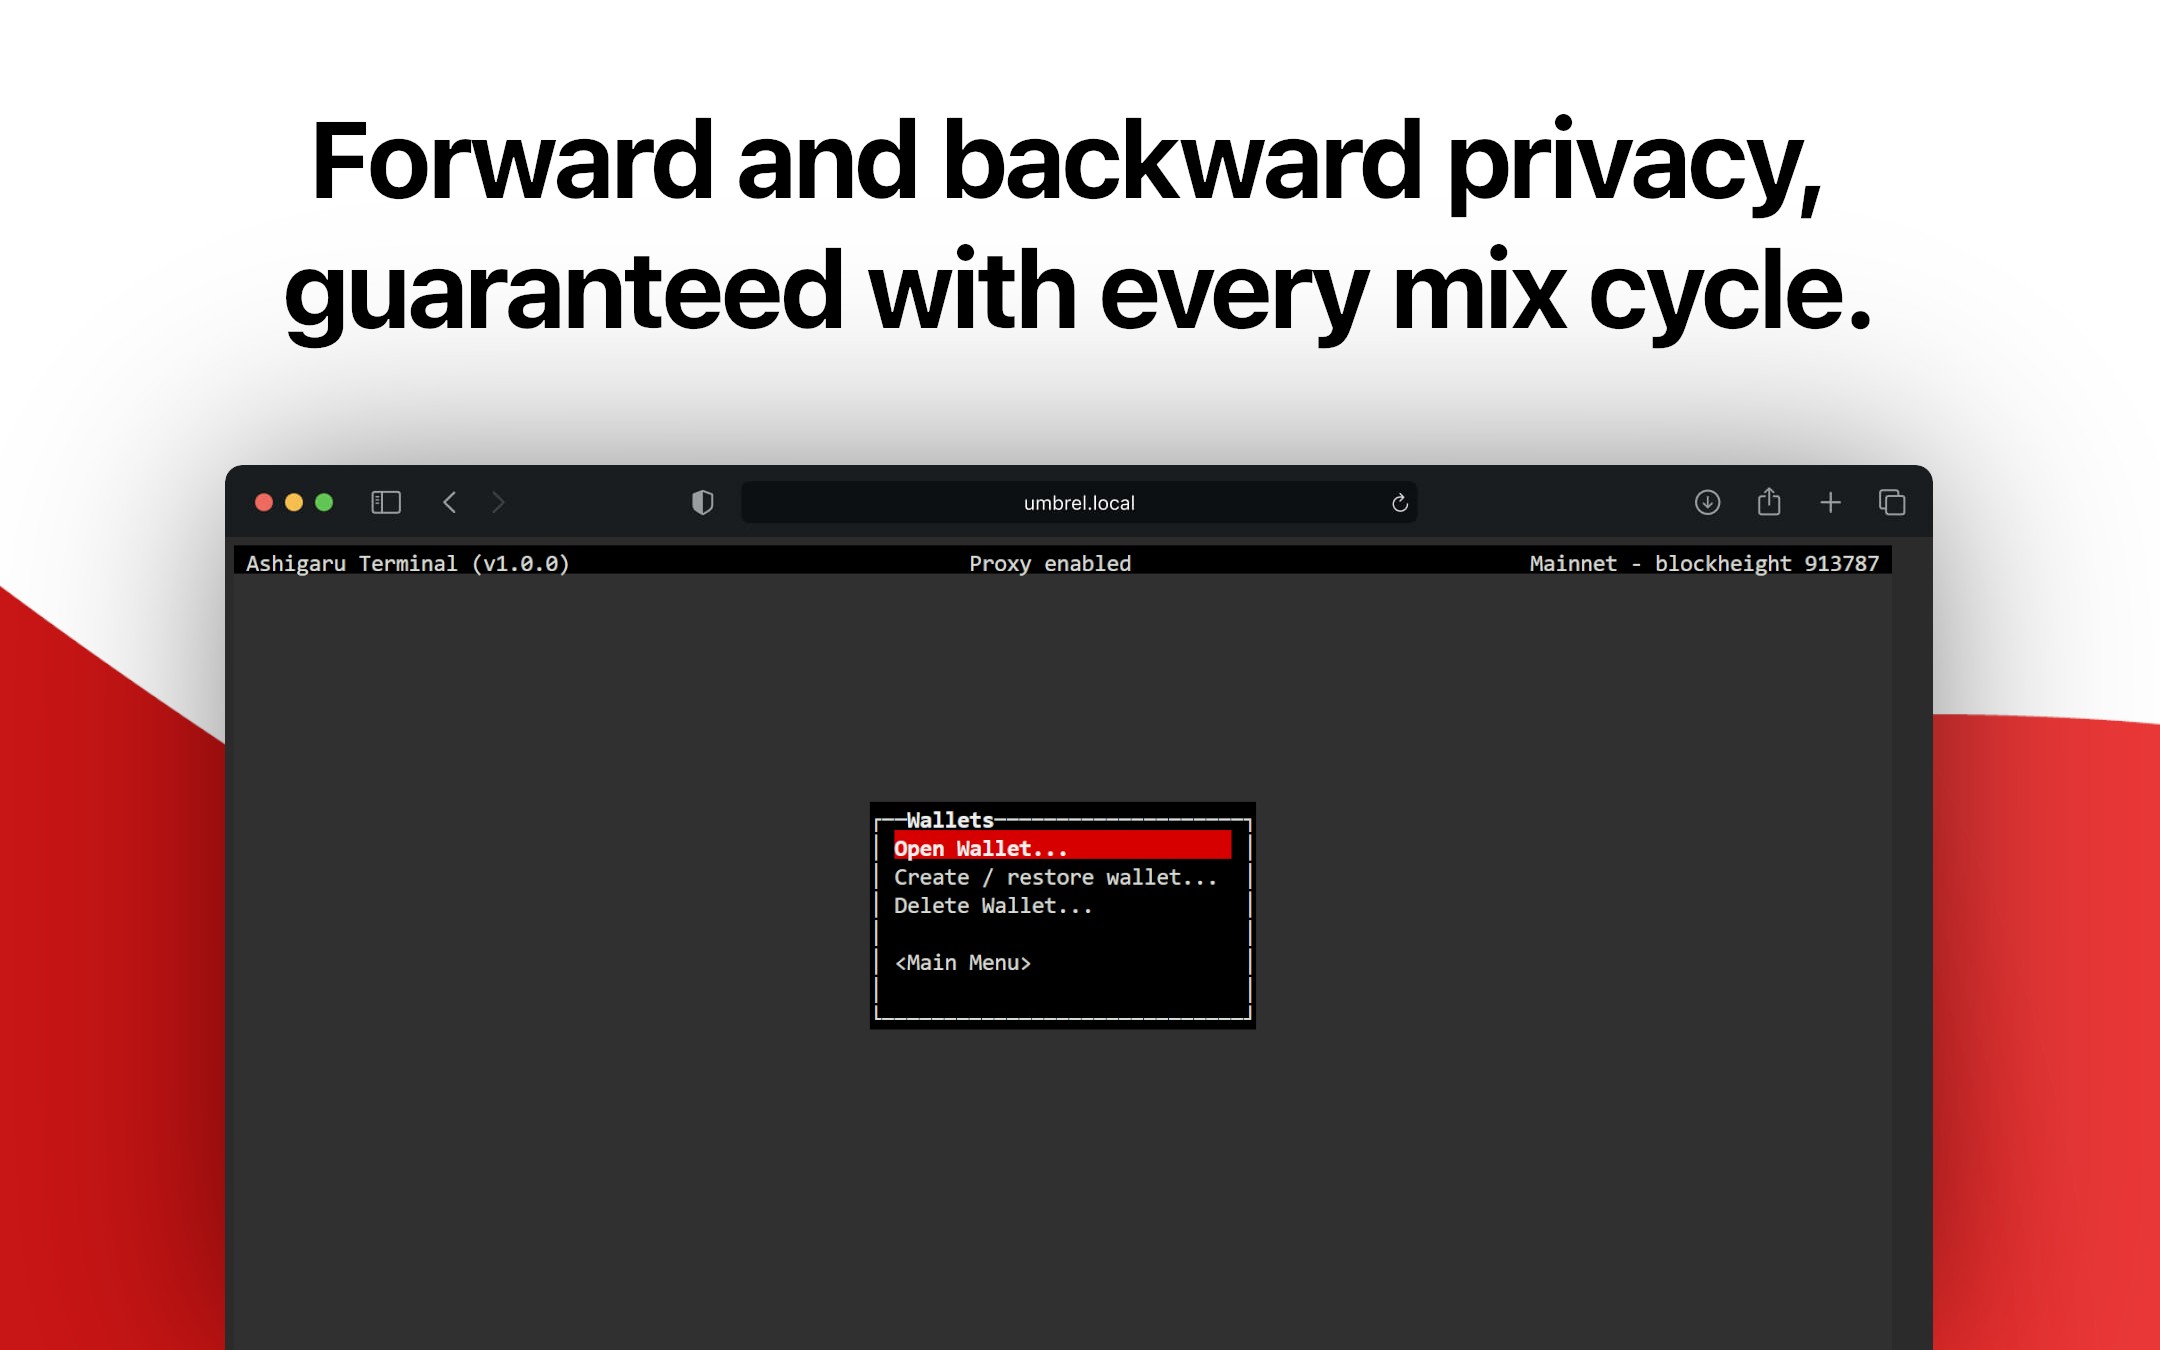 Forward and backward privacy,
guaranteed with every mix cycle.
umbrel.local
Ashigaru Terminal (v1.0.0) Proxy enabled Mainnet - blockheight 913787
Wallets
Open Wallet...
Create / restore wallet...
Delete Wallet...
<Main Menu>